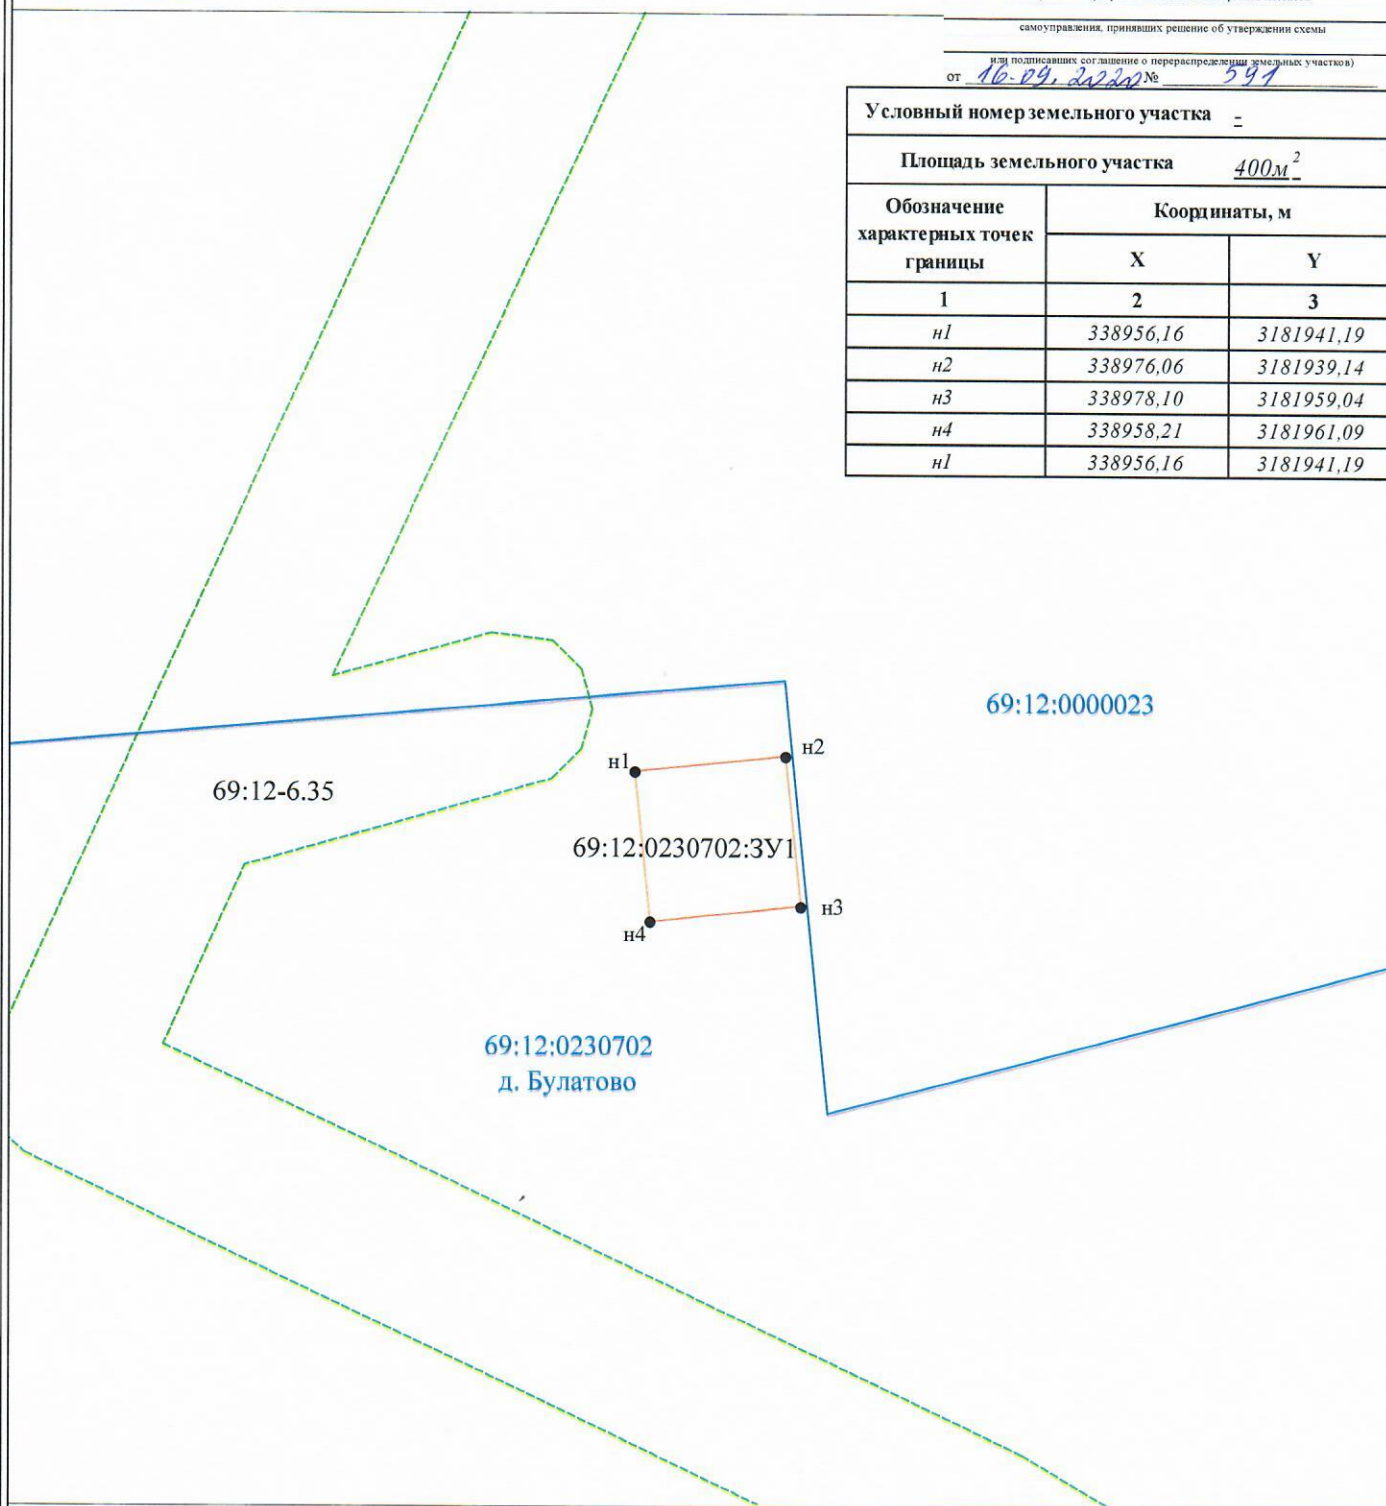 самоуправления, принявших решение об утверждении схемы
или подписавших соглашение о перераспределении земельных участков)
от 16.09.2020 № 591
Условный номер земельного участка -
Площадь земельного участка 400м²
Обозначение характерных точек границы
Координаты, м
X Y
1 2 3
н1 338956,16 3181941,19
н2 338976,06 3181939,14
н3 338978,10 3181959,04
н4 338958,21 3181961,09
н1 338956,16 3181941,19
69:12:0000023
н2
н1
69:12-6.35
69:12:0230702:ЗУ1
н3
н4
69:12:0230702
д. Булатово